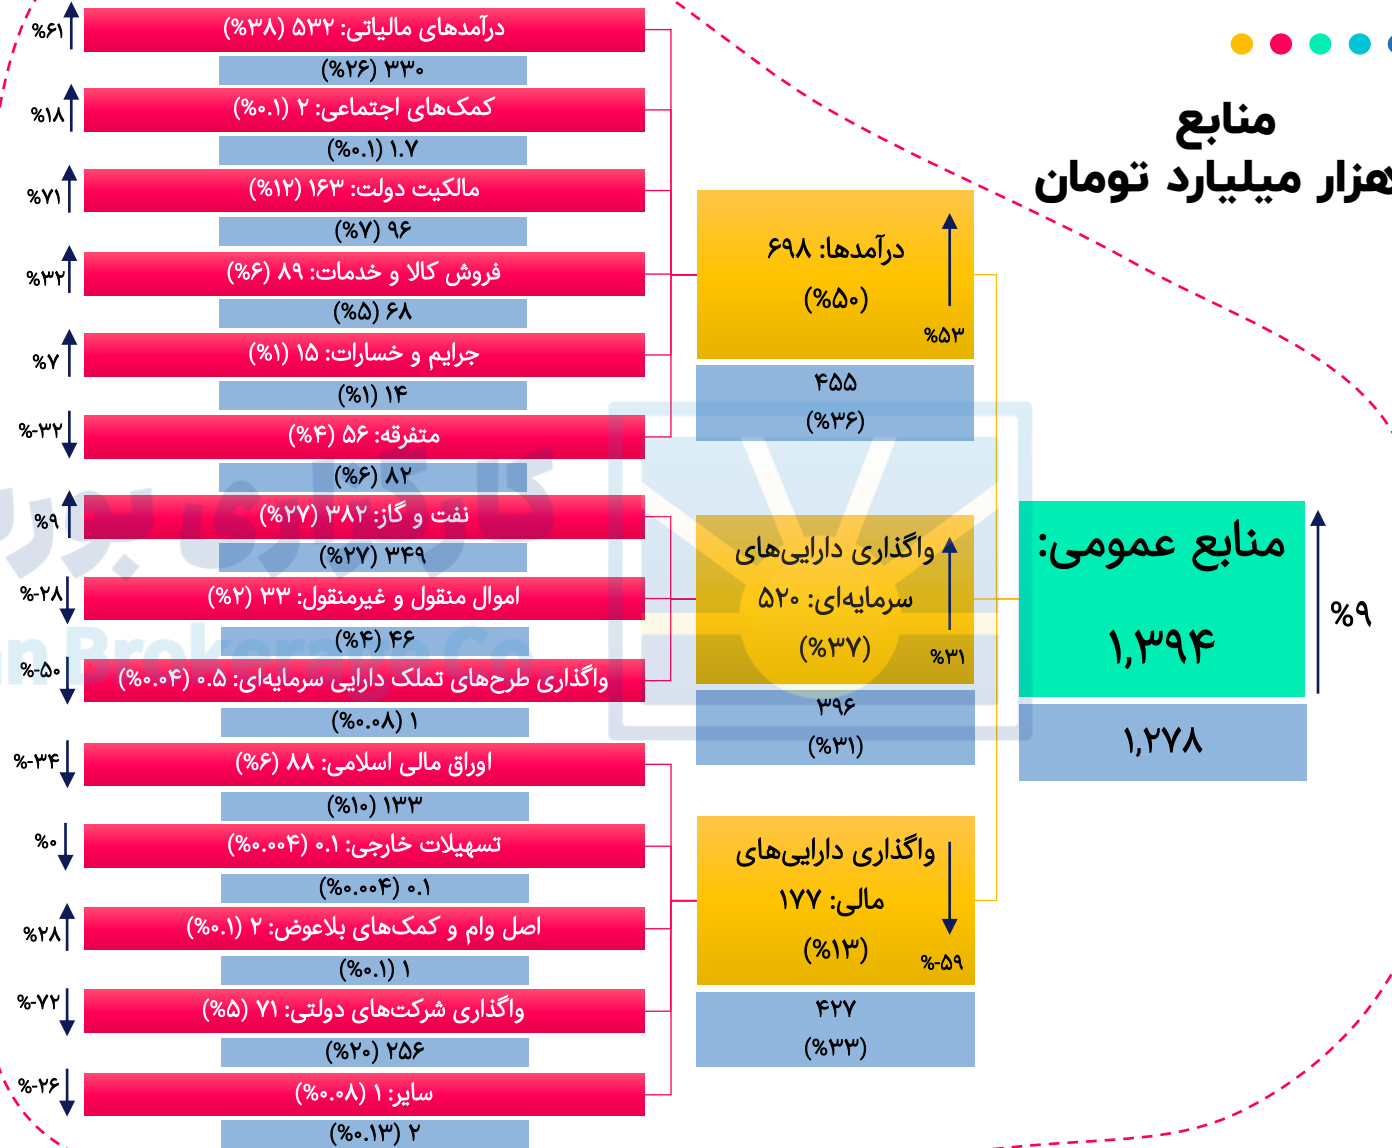 منابع
هزار میلیارد تومان
منابع عمومی:
۱,۳۹۴
%۹
۱,۲۷۸
درآمدها: ۶۹۸
(%۵۰)
%۵۳
۴۵۵
(%۳۶)
واگذاری دارایی‌های
سرمایه‌ای: ۵۲۰
(%۳۷)
%۳۱
۳۹۶
(%۳۱)
واگذاری دارایی‌های
مالی: ۱۷۷
(%۱۳)
%-۵۹
۴۲۷
(%۳۳)
درآمدهای مالیاتی: ۵۳۲ (%۳۸)
%۶۱
۳۳۰ (%۲۶)
کمک‌های اجتماعی: ۲ (%۰.۱)
%۱۸
۱.۷ (%۰.۱)
مالکیت دولت: ۱۶۳ (%۱۲)
%۷۱
۹۶ (%۷)
فروش کالا و خدمات: ۸۹ (%۶)
%۳۲
۶۸ (%۵)
جرایم و خسارات: ۱۵ (%۱)
%۷
۱۴ (%۱)
متفرقه: ۵۶ (%۴)
%-۳۲
۸۲ (%۶)
نفت و گاز: ۳۸۲ (%۲۷)
%۹
۳۴۹ (%۲۷)
اموال منقول و غیرمنقول: ۳۳ (%۲)
%-۲۸
۴۶ (%۴)
واگذاری طرح‌های تملک دارایی سرمایه‌ای: ۰.۵ (%۰.۰۴)
%-۵۰
۱ (%۰.۰۸)
اوراق مالی اسلامی: ۸۸ (%۶)
%-۳۴
۱۳۳ (%۱۰)
تسهیلات خارجی: ۰.۱ (%۰.۰۰۴)
%۰
۰.۱ (%۰.۰۰۴)
اصل وام و کمک‌های بلاعوض: ۲ (%۰.۱)
%۲۸
۱ (%۰.۱)
واگذاری شرکت‌های دولتی: ۷۱ (%۵)
%-۷۲
۲۵۶ (%۲۰)
سایر: ۱ (%۰.۰۸)
%-۲۶
۲ (%۰.۱۳)
کارگزاری
Brokerage Co